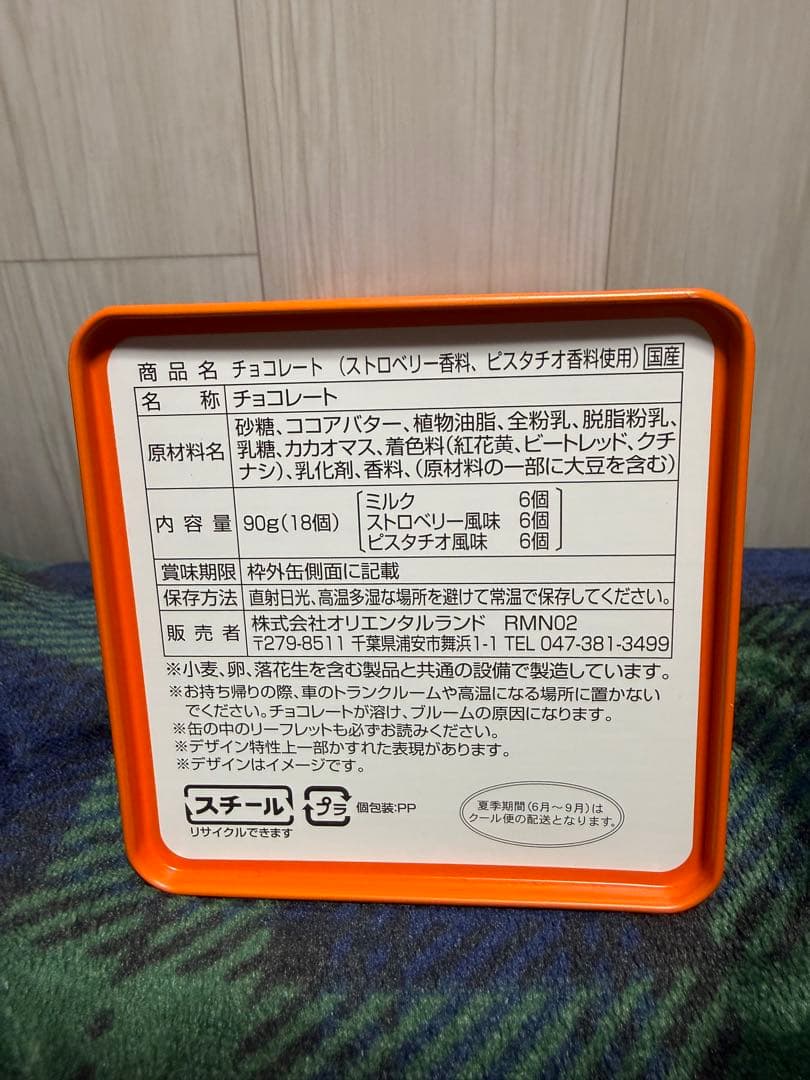 商品名 チョコレート (ストロベリー香料、ピスタチオ香料使用) 国産
名称 チョコレート
原材料名 砂糖、ココアバター、植物油脂、全粉乳、脱脂粉乳、
乳糖、カカオマス、着色料(紅花黄、ビートレッド、クチ
ナシ)、乳化剤、香料、(原材料の一部に大豆を含む)
内容量 90g(18個)
ミルク 6個
ストロベリー風味 6個
ピスタチオ風味 6個
賞味期限 枠外缶側面に記載
保存方法 直射日光、高温多湿な場所を避けて常温で保存してください。
販売者 株式会社オリエンタルランド RMN02
〒279-8511 千葉県浦安市舞浜1-1 TEL 047-381-3499
※小麦、卵、落花生を含む製品と共通の設備で製造しています。
※お持ち帰りの際、車のトランクルームや高温になる場所に置かない
でください。チョコレートが溶け、ブルームの原因になります。
※缶の中のリーフレットも必ずお読みください。
※デザイン特性上一部かすれた表現があります。
※デザインはイメージです。
スチール
リサイクルできます
プラ 個包装:PP
夏季期間(6月～9月)は
クール便の配送となります。